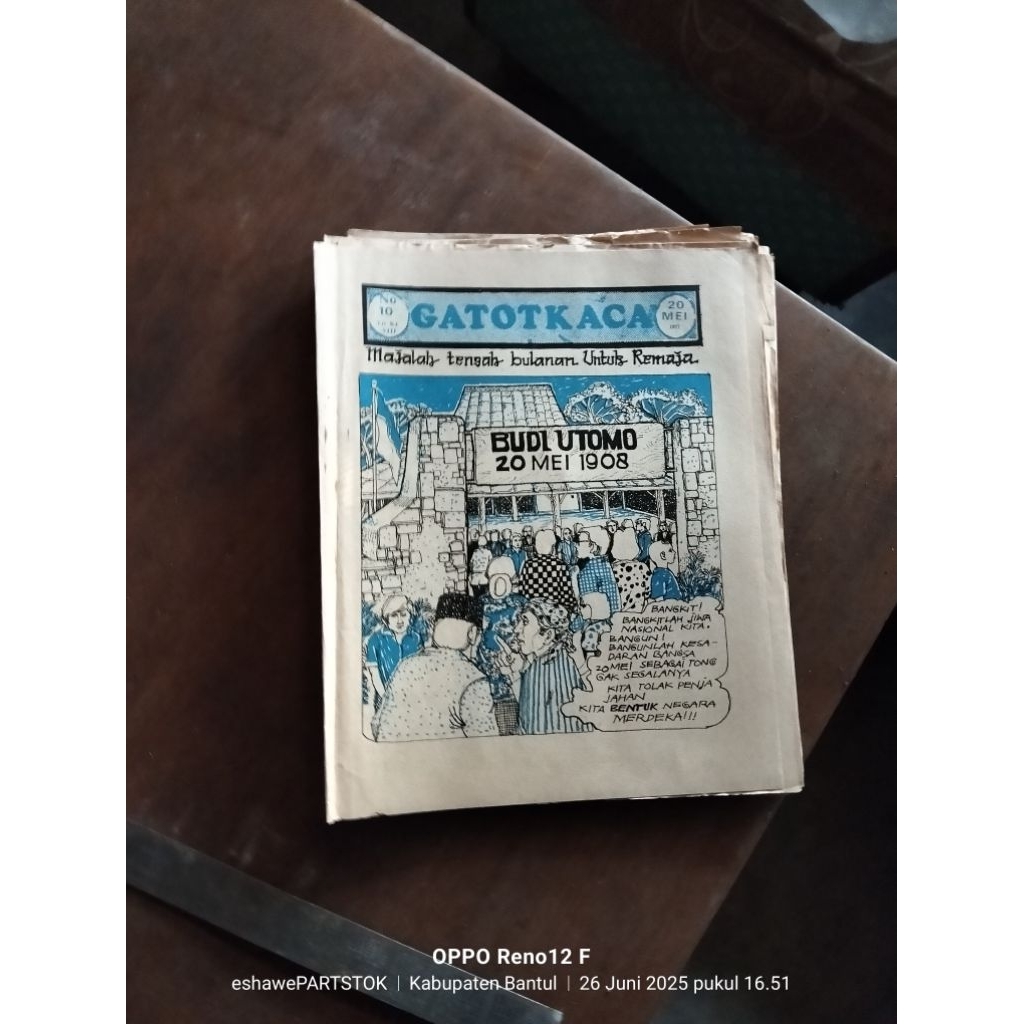 No
10
GATOTKACA
20
MEI
Majalah tengah bulanan Untuk Remaja
BUDI UTOMO
20 MEI 1908
BANGKIT!
BANGKITLAH JIWA
NASIONAL KITA.
BANGUN!
BANGUNLAH KESA-
DARAN BANGSA
20 MEI SEBAGAI TONG
GAK SEGALANYA
KITA TOLAK PENJA
JAHAN
KITA BENTUK NEGARA
MERDEKA!!!
OPPO Reno12 F
eshawePARTSTOK | Kabupaten Bantul | 26 Juni 2025 pukul 16.51